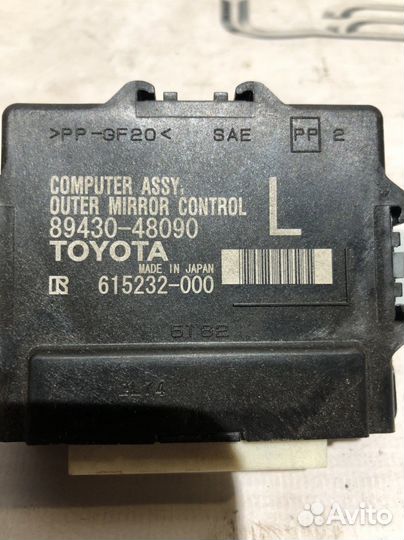 >PP-GF20< SAE PP 2
COMPUTER ASSY,
OUTER MIRROR CONTROL
L
89430-48090
TOYOTA
MADE IN JAPAN
615232-000
Avito